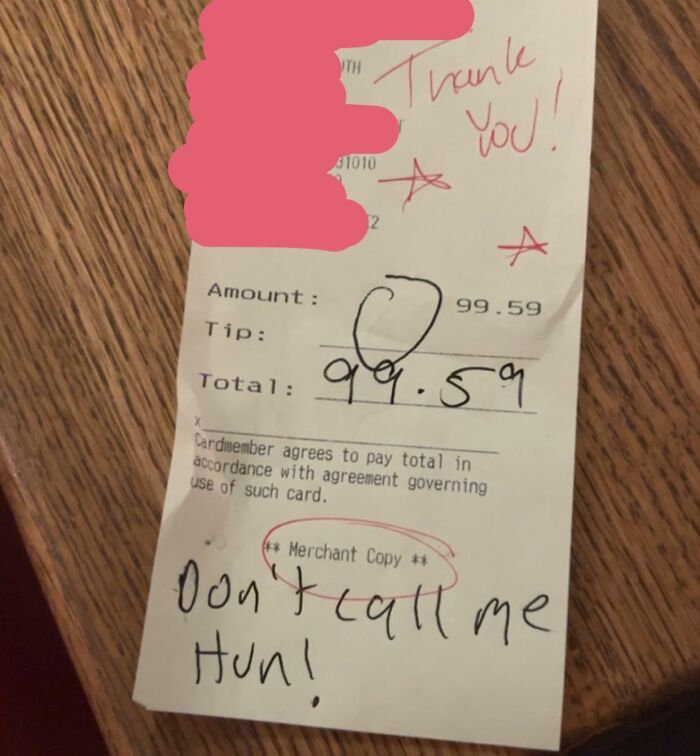 Thank
You!
31010
Amount: 99.59
Tip: 0
Total: 99.59
x
Cardmember agrees to pay total in
accordance with agreement governing
use of such card.
** Merchant Copy **
Don't call me
Hun!